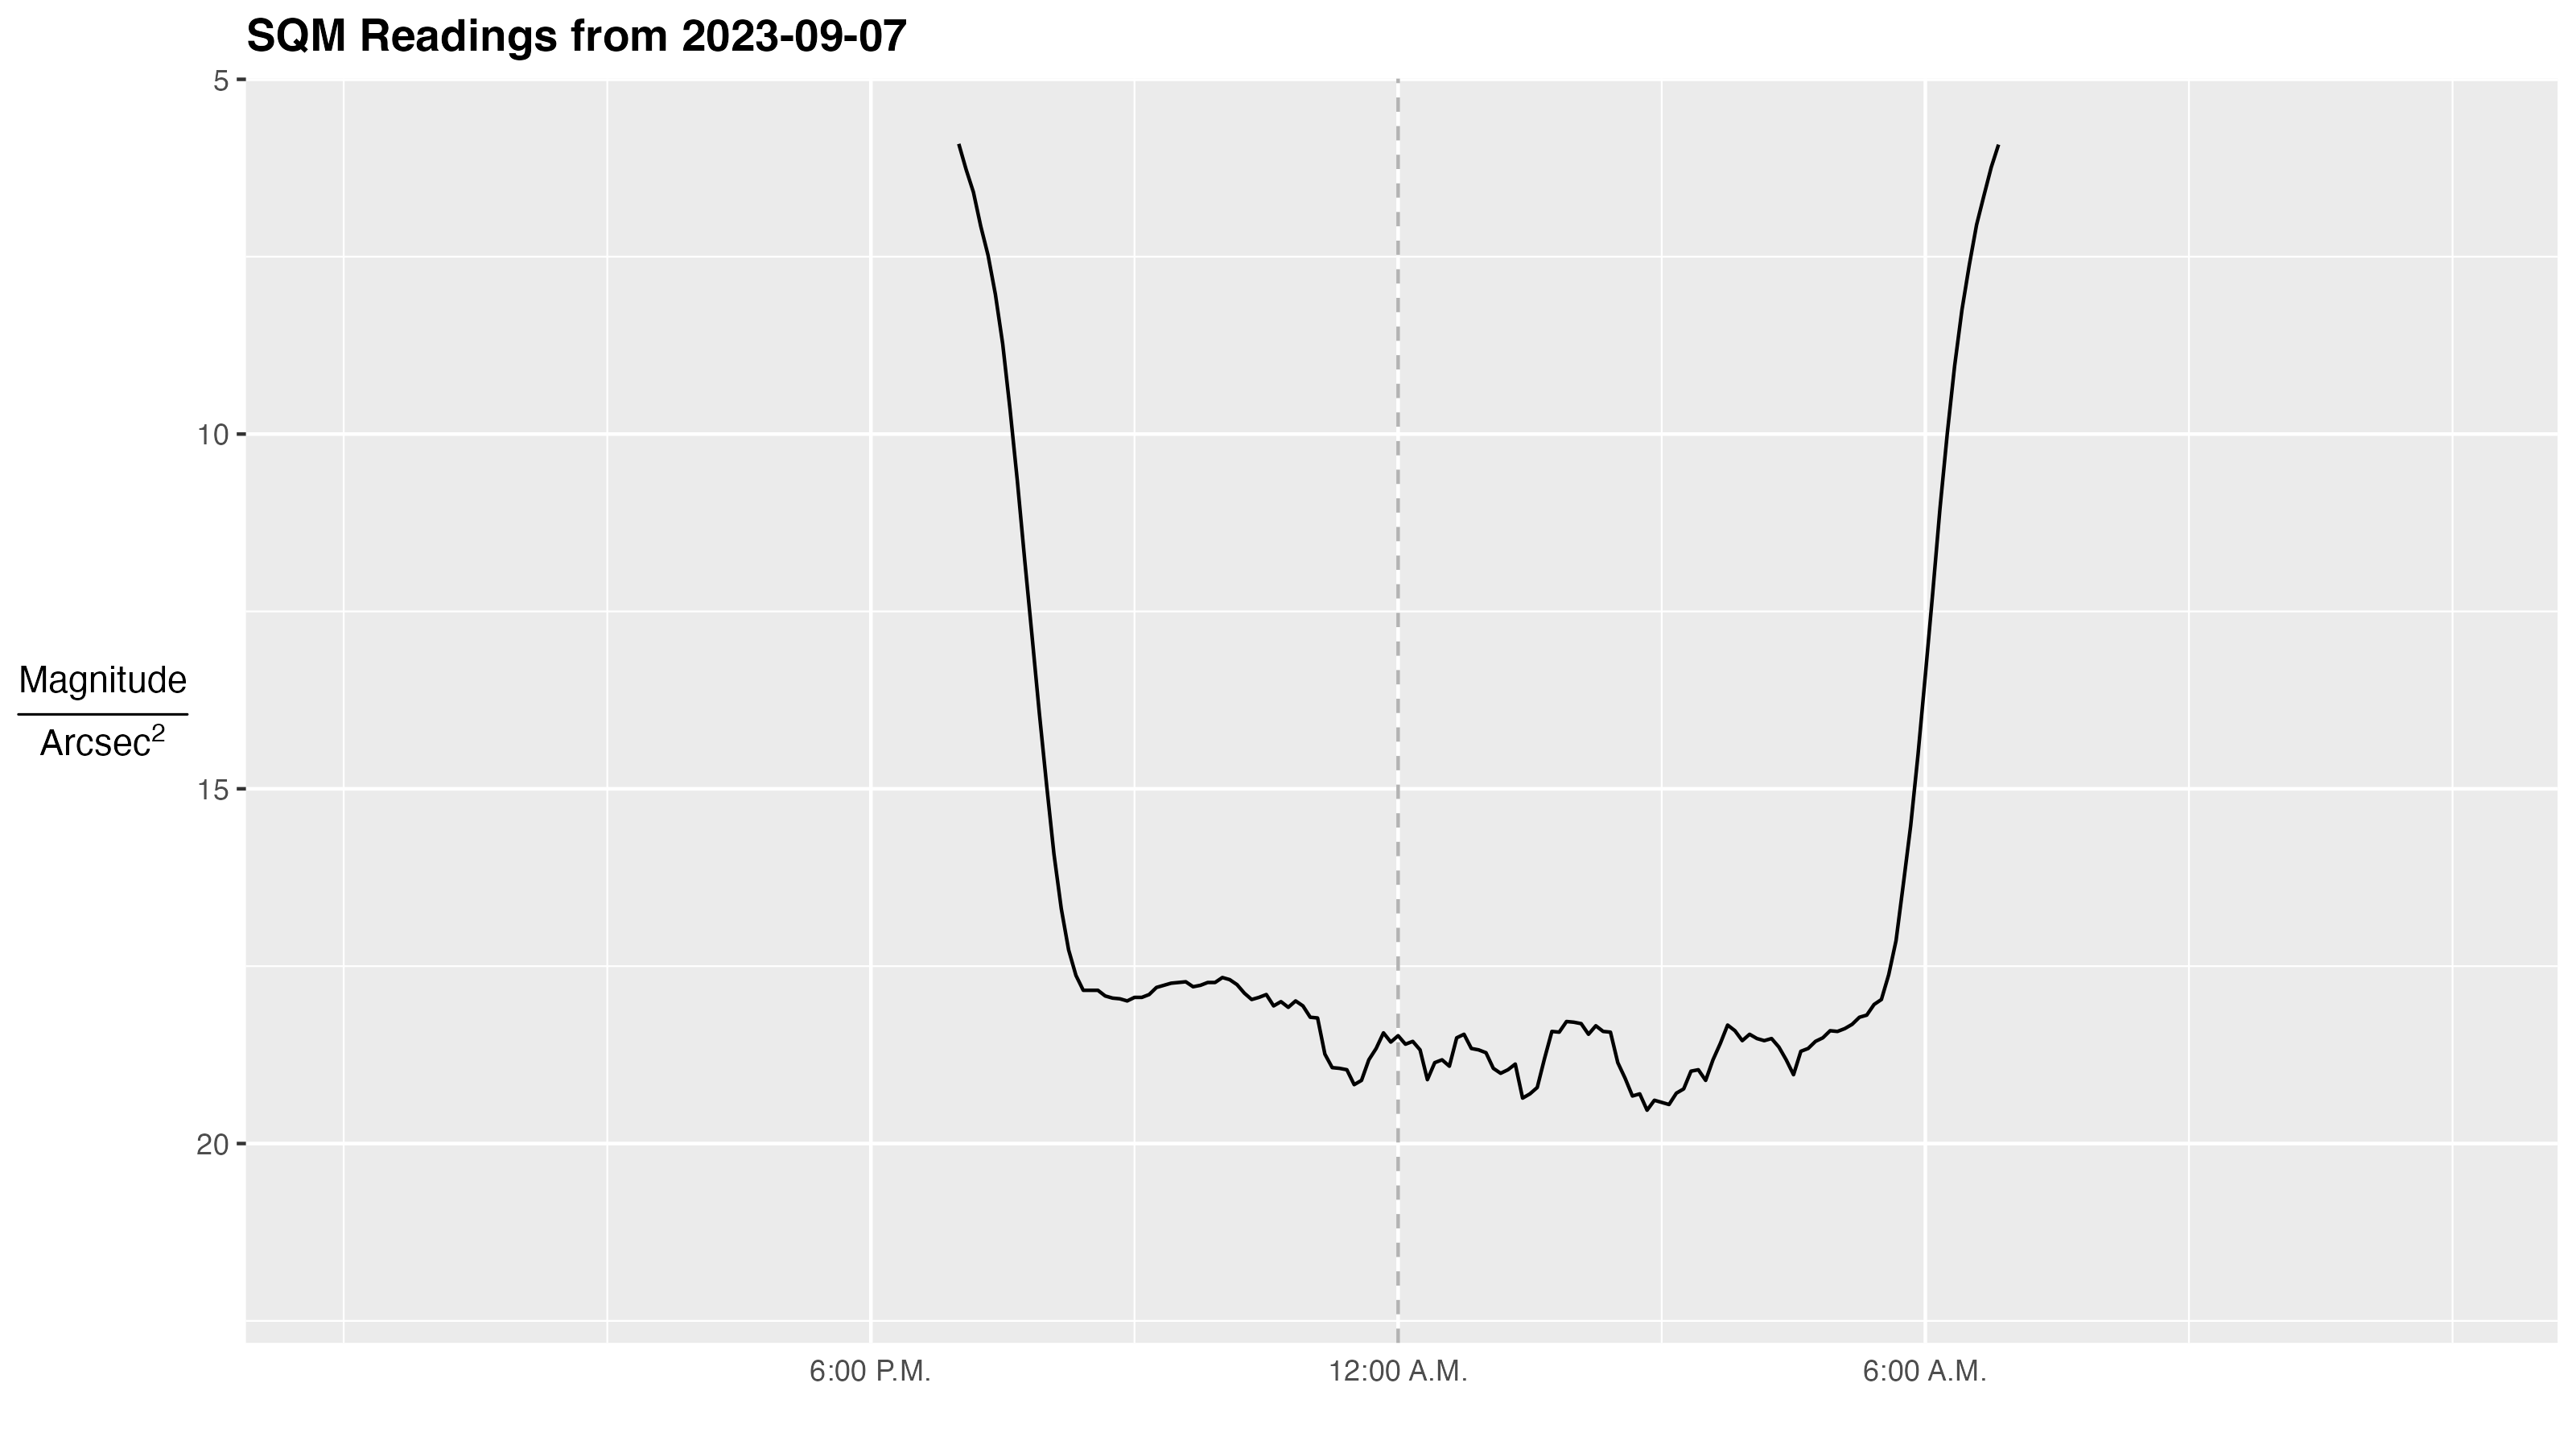 SQM Readings from 2023-09-07
5
10
15
20
Magnitude
Arcsec²
6:00 P.M.
12:00 A.M.
6:00 A.M.